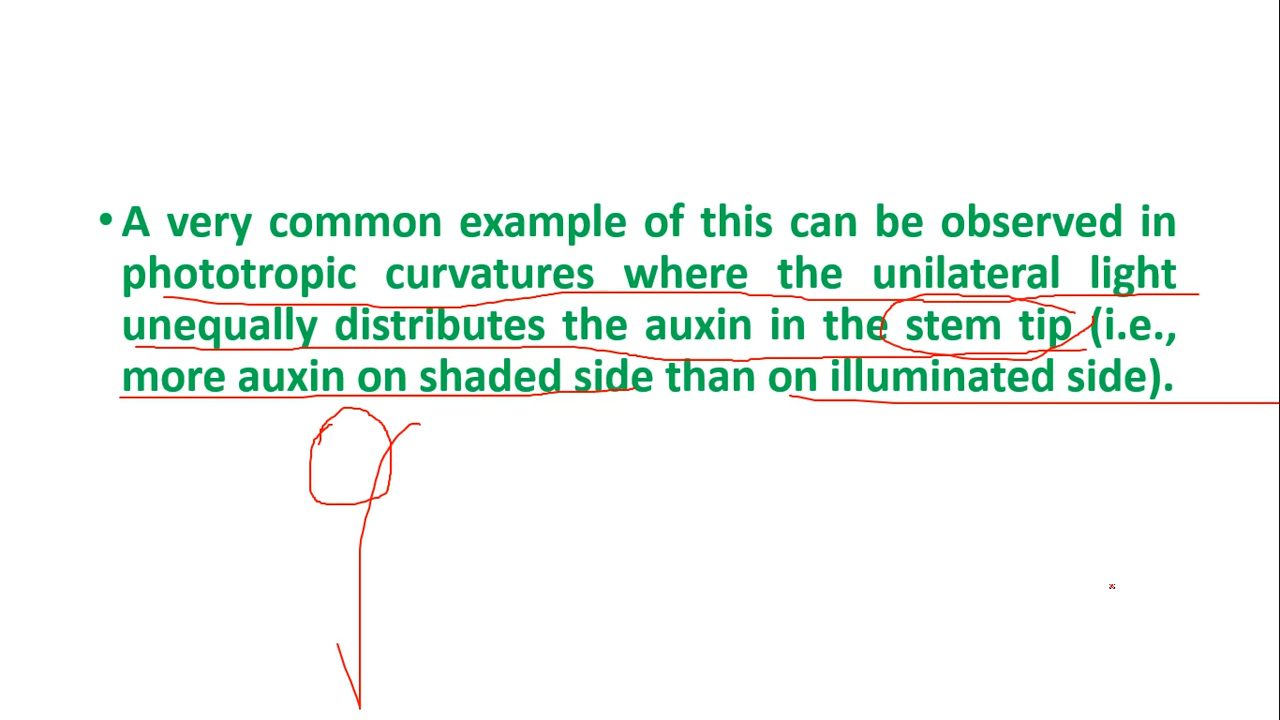 • A very common example of this can be observed in
phototropic curvatures where the unilateral light
unequally distributes the auxin in the stem tip (i.e.,
more auxin on shaded side than on illuminated side).